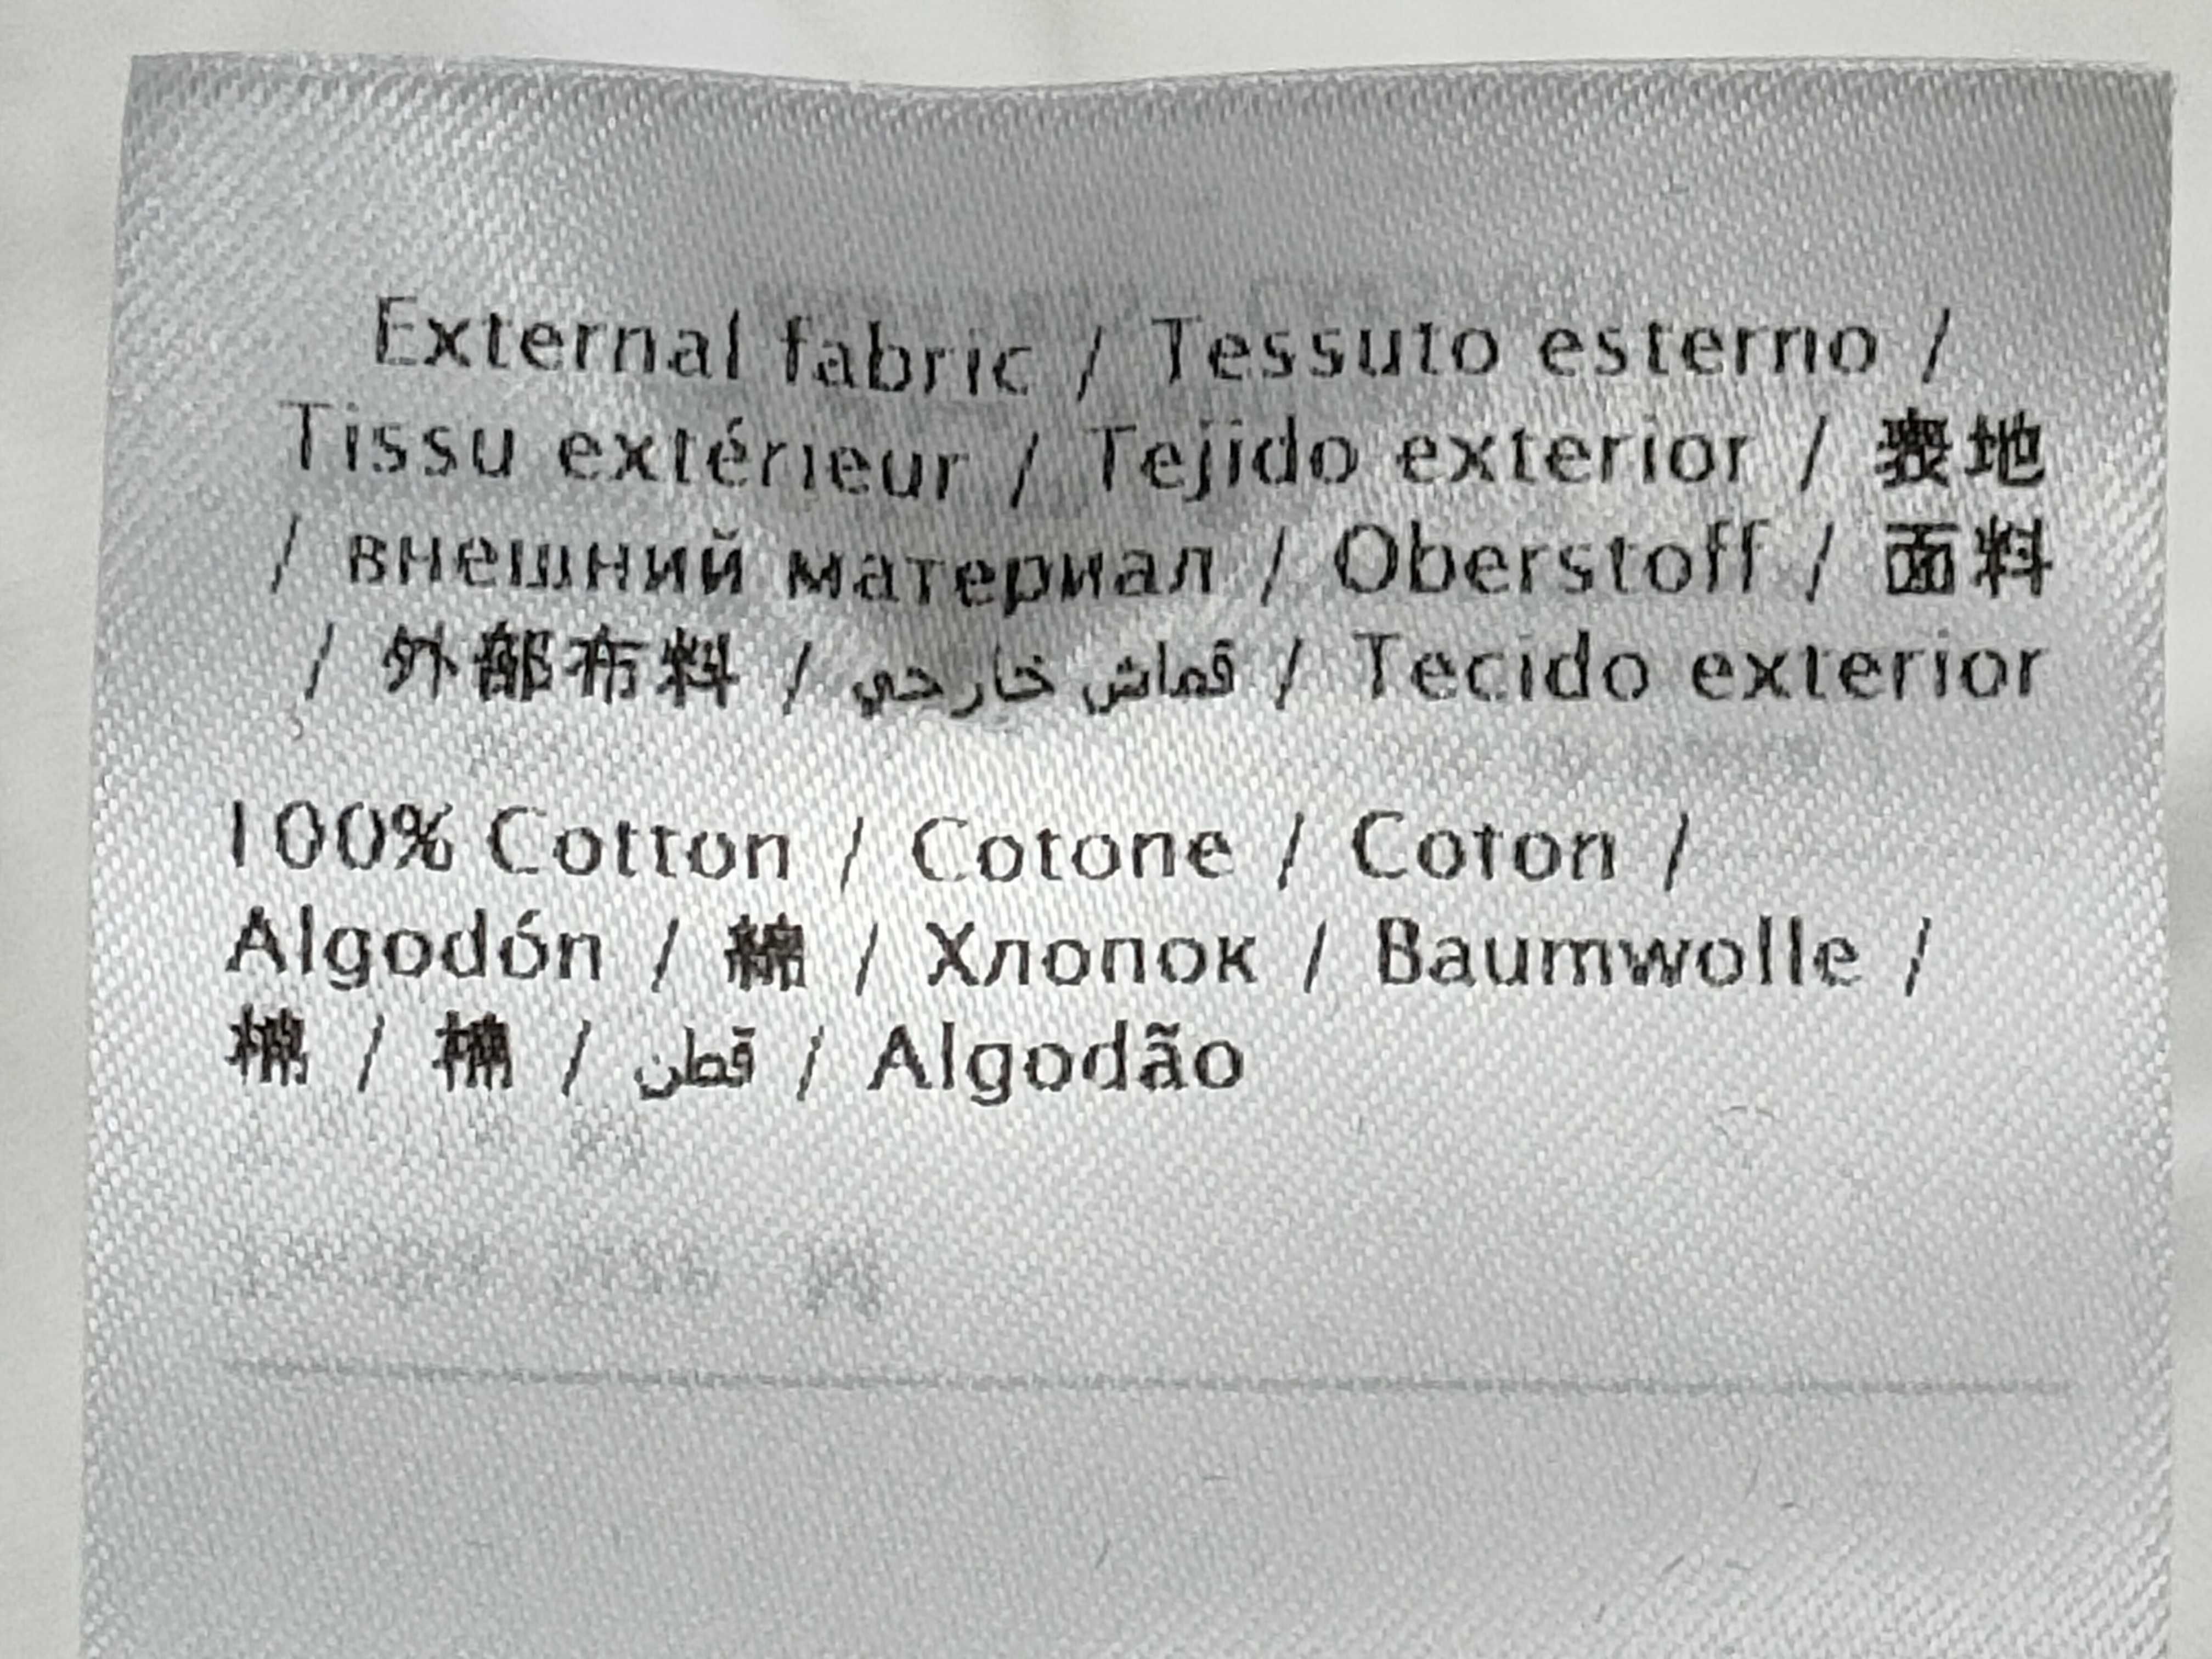 External fabric / Tessuto esterno /
Tissu extérieur / Tejido exterior / 表地
/ внешний материал / Oberstoff / 面料
/ 外部布料 / قماش خارجي / Tecido exterior
100% Cotton / Cotone / Coton /
Algodón / 綿 / Хлопок / Baumwolle /
棉 / 棉 / قطن / Algodão